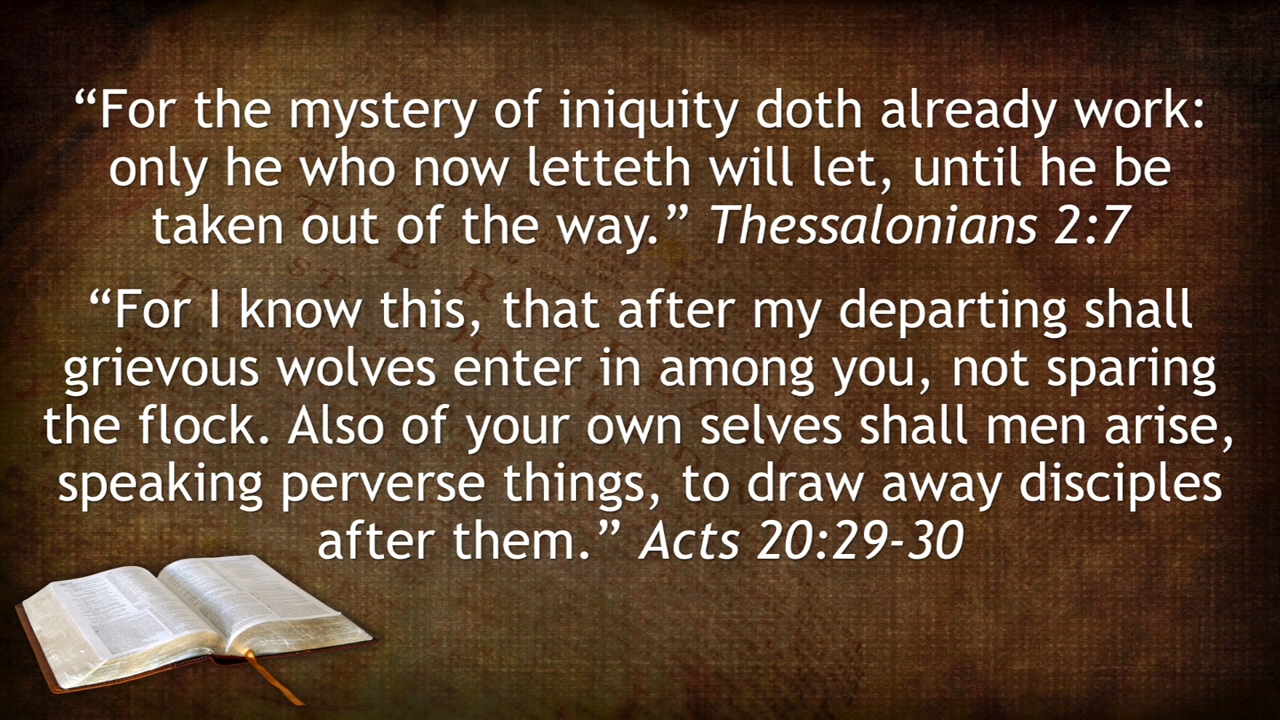 “For the mystery of iniquity doth already work:
only he who now letteth will let, until he be
taken out of the way.” Thessalonians 2:7
“For I know this, that after my departing shall
grievous wolves enter in among you, not sparing
the flock. Also of your own selves shall men arise,
speaking perverse things, to draw away disciples
after them.” Acts 20:29-30